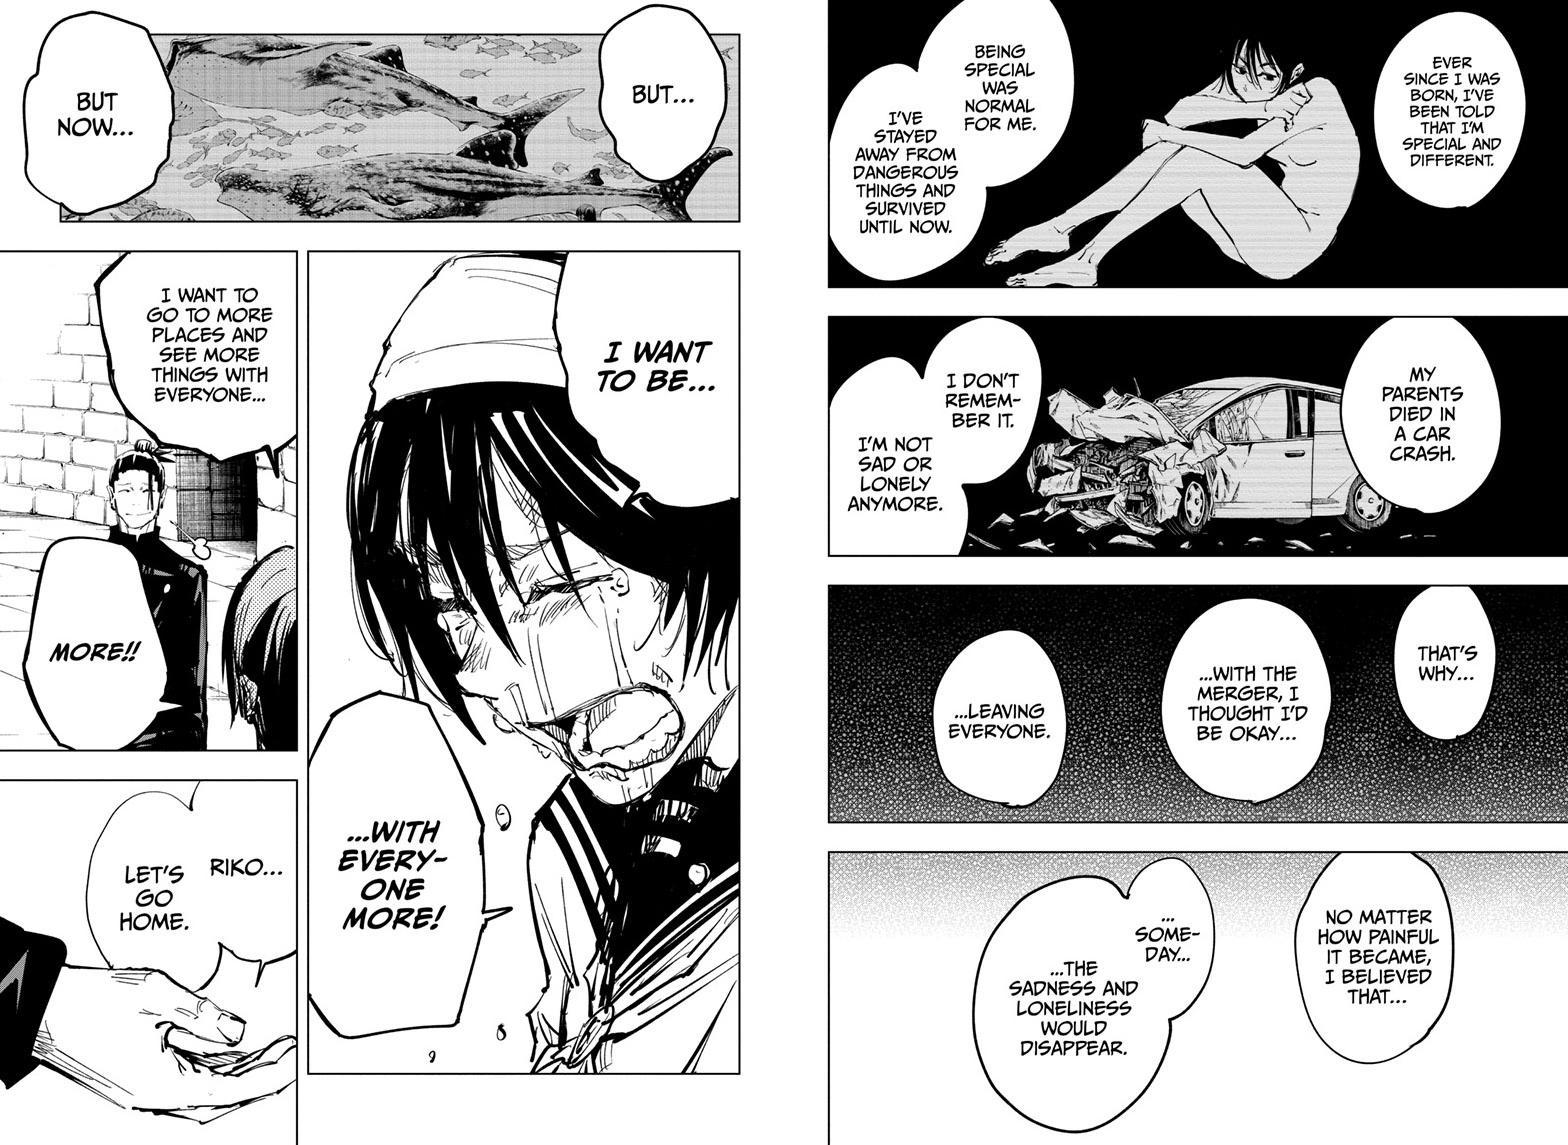 EVER
SINCE I WAS
BORN, I'VE
BEEN TOLD
THAT I'M
SPECIAL AND
DIFFERENT.
BEING
SPECIAL
WAS
NORMAL
FOR ME.
I'VE
STAYED
AWAY FROM
DANGEROUS
THINGS AND
SURVIVED
UNTIL NOW.
MY
PARENTS
DIED IN
A CAR
CRASH.
I DON'T
REMEM-
BER IT.
I'M NOT
SAD OR
LONELY
ANYMORE.
THAT'S
WHY...
...WITH THE
MERGER, I
THOUGHT I'D
BE OKAY...
...LEAVING
EVERYONE.
NO MATTER
HOW PAINFUL
IT BECAME,
I BELIEVED
THAT...
...
SOME-
DAY...
...THE
SADNESS AND
LONELINESS
WOULD
DISAPPEAR.
BUT...
BUT
NOW...
I WANT
TO BE...
...WITH
EVERY-
ONE
MORE!
I WANT TO
GO TO MORE
PLACES AND
SEE MORE
THINGS WITH
EVERYONE...
MORE!!
RIKO...
LET'S
GO
HOME.